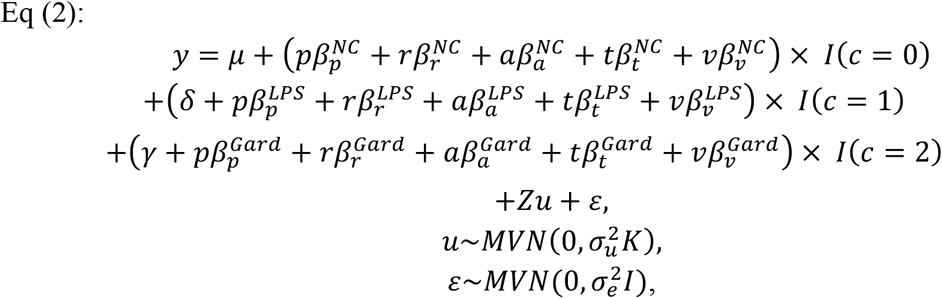 Eq (2):
y = μ + (pβ_p^{NC} + rβ_r^{NC} + aβ_a^{NC} + tβ_t^{NC} + vβ_v^{NC}) × I(c = 0)
+(δ + pβ_p^{LPS} + rβ_r^{LPS} + aβ_a^{LPS} + tβ_t^{LPS} + vβ_v^{LPS}) × I(c = 1)
+(γ + pβ_p^{Gard} + rβ_r^{Gard} + aβ_a^{Gard} + tβ_t^{Gard} + vβ_v^{Gard}) × I(c = 2)
+Zu + ε,
u~MVN(0, σ_u^2K),
ε~MVN(0, σ_e^2I),